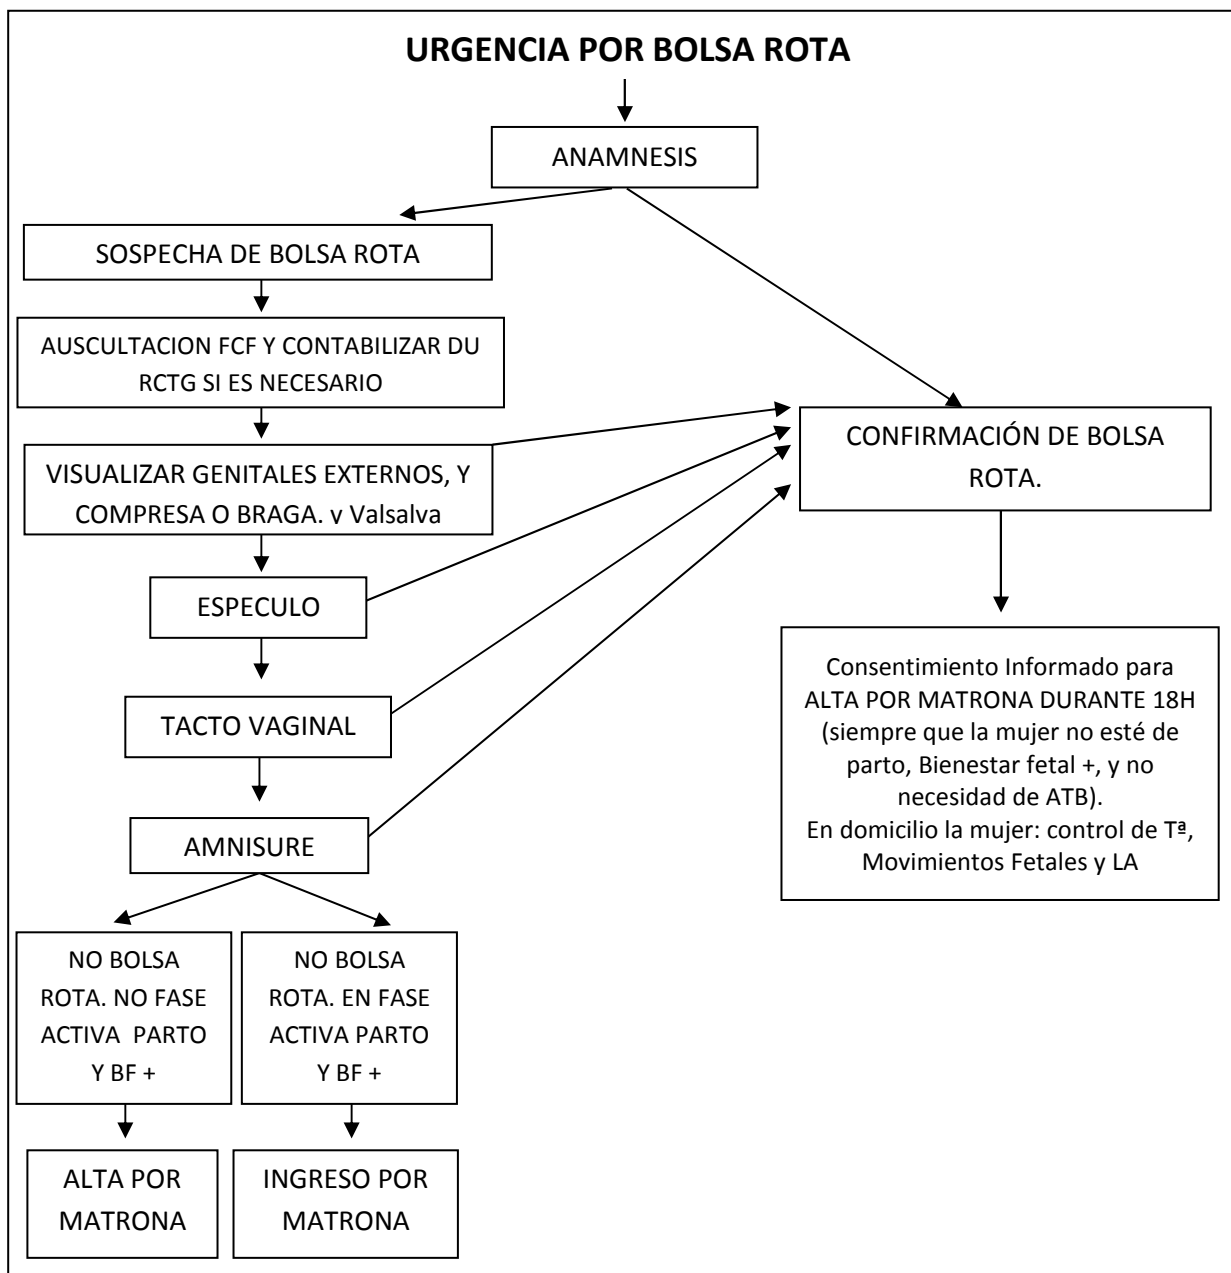 URGENCIA POR BOLSA ROTA
ANAMNESIS
SOSPECHA DE BOLSA ROTA
AUSCULTACION FCF Y CONTABILIZAR DU
RCTG SI ES NECESARIO
VISUALIZAR GENITALES EXTERNOS, Y
COMPRESA O BRAGA. y Valsalva
ESPECULO
TACTO VAGINAL
AMNISURE
NO BOLSA
ROTA. NO FASE
ACTIVA PARTO
Y BF +
NO BOLSA
ROTA. EN FASE
ACTIVA PARTO
Y BF +
ALTA POR
MATRONA
INGRESO POR
MATRONA
CONFIRMACIÓN DE BOLSA
ROTA.
Consentimiento Informado para
ALTA POR MATRONA DURANTE 18H
(siempre que la mujer no esté de
parto, Bienestar fetal +, y no
necesidad de ATB).
En domicilio la mujer: control de Tª,
Movimientos Fetales y LA